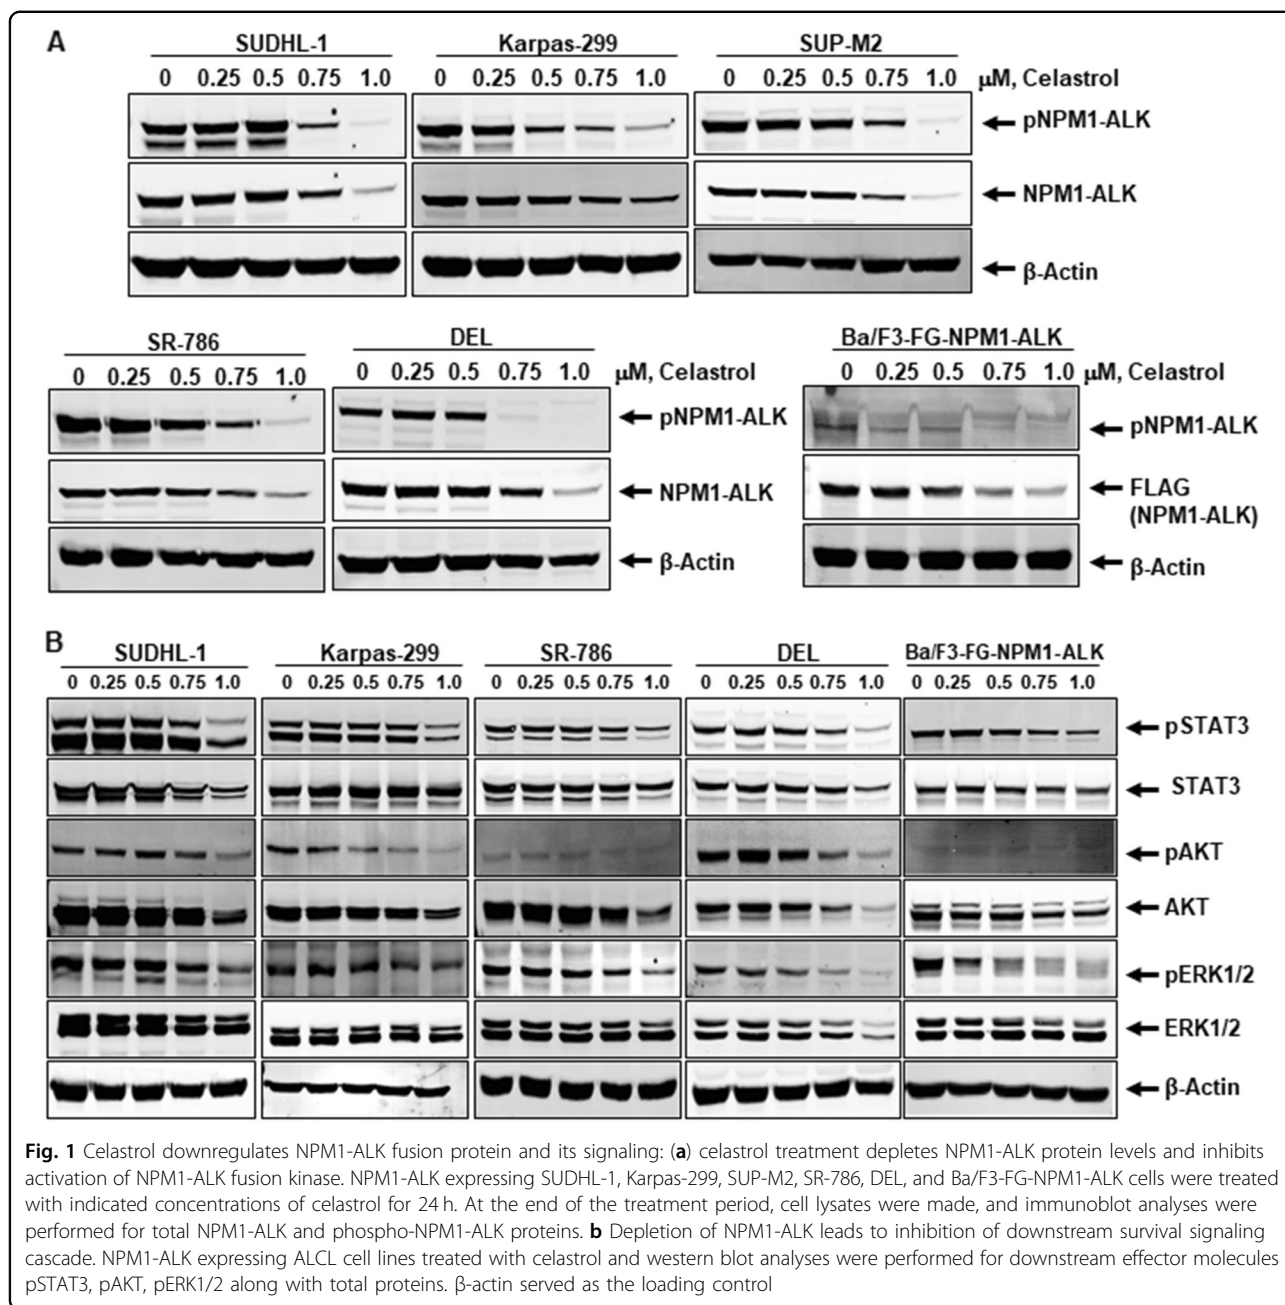 A
SUDHL-1 Karpas-299 SUP-M2
0 0.25 0.5 0.75 1.0 0 0.25 0.5 0.75 1.0 0 0.25 0.5 0.75 1.0 μM, Celastrol
pNPM1-ALK
NPM1-ALK
β-Actin
SR-786 DEL Ba/F3-FG-NPM1-ALK
0 0.25 0.5 0.75 1.0 0 0.25 0.5 0.75 1.0 μM, Celastrol 0 0.25 0.5 0.75 1.0 μM, Celastrol
pNPM1-ALK pNPM1-ALK
NPM1-ALK FLAG
(NPM1-ALK)
β-Actin β-Actin
B
SUDHL-1 Karpas-299 SR-786 DEL Ba/F3-FG-NPM1-ALK
0 0.25 0.5 0.75 1.0 0 0.25 0.5 0.75 1.0 0 0.25 0.5 0.75 1.0 0 0.25 0.5 0.75 1.0 0 0.25 0.5 0.75 1.0
pSTAT3
STAT3
pAKT
AKT
pERK1/2
ERK1/2
β-Actin
Fig. 1 Celastrol downregulates NPM1-ALK fusion protein and its signaling: (a) celastrol treatment depletes NPM1-ALK protein levels and inhibits
activation of NPM1-ALK fusion kinase. NPM1-ALK expressing SUDHL-1, Karpas-299, SUP-M2, SR-786, DEL, and Ba/F3-FG-NPM1-ALK cells were treated
with indicated concentrations of celastrol for 24 h. At the end of the treatment period, cell lysates were made, and immunoblot analyses were
performed for total NPM1-ALK and phospho-NPM1-ALK proteins. b Depletion of NPM1-ALK leads to inhibition of downstream survival signaling
cascade. NPM1-ALK expressing ALCL cell lines treated with celastrol and western blot analyses were performed for downstream effector molecules
pSTAT3, pAKT, pERK1/2 along with total proteins. β-actin served as the loading control